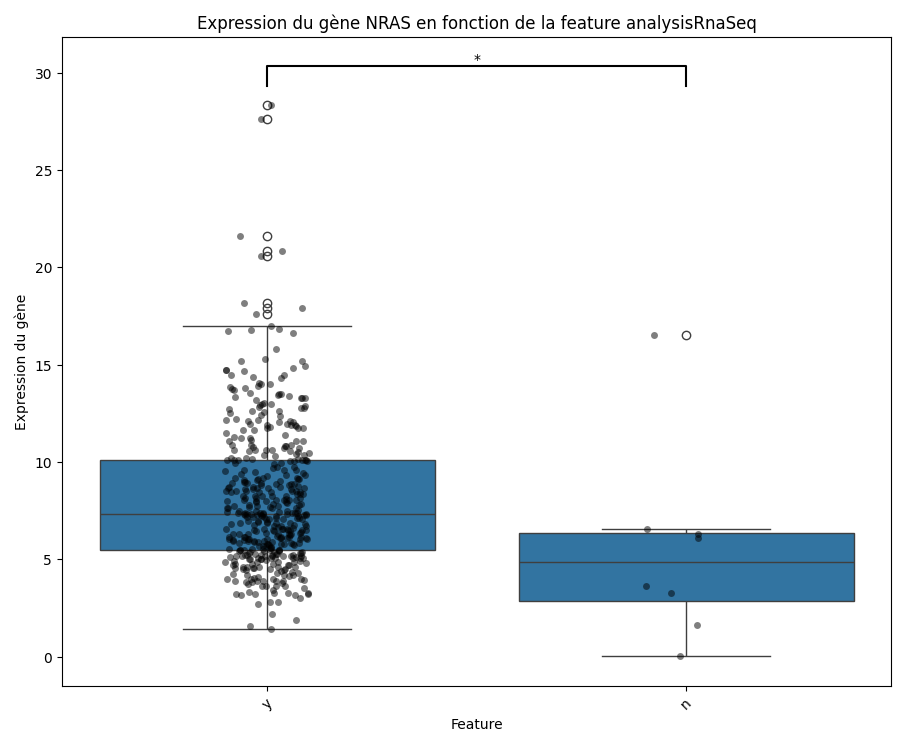 Expression du gène NRAS en fonction de la feature analysisRnaSeq
*
30
25
20
15
10
5
0
Expression du gène
y
n
Feature